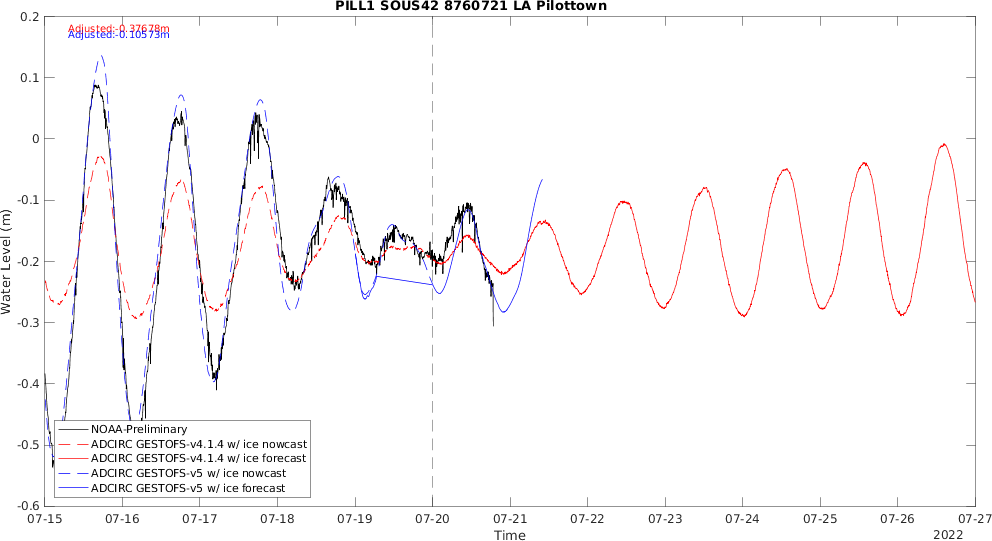 PILL1 SOUS42 8760721 LA Pilottown
Adjusted:-0.37678m
Adjusted:-0.10573m
0.2
0.1
0
-0.1
-0.2
-0.3
-0.4
-0.5
-0.6
Water Level (m)
NOAA-Preliminary
ADCIRC GESTOFS-v4.1.4 w/ ice nowcast
ADCIRC GESTOFS-v4.1.4 w/ ice forecast
ADCIRC GESTOFS-v5 w/ ice nowcast
ADCIRC GESTOFS-v5 w/ ice forecast
07-15 07-16 07-17 07-18 07-19 07-20 07-21 07-22 07-23 07-24 07-25 07-26 07-27
Time
2022